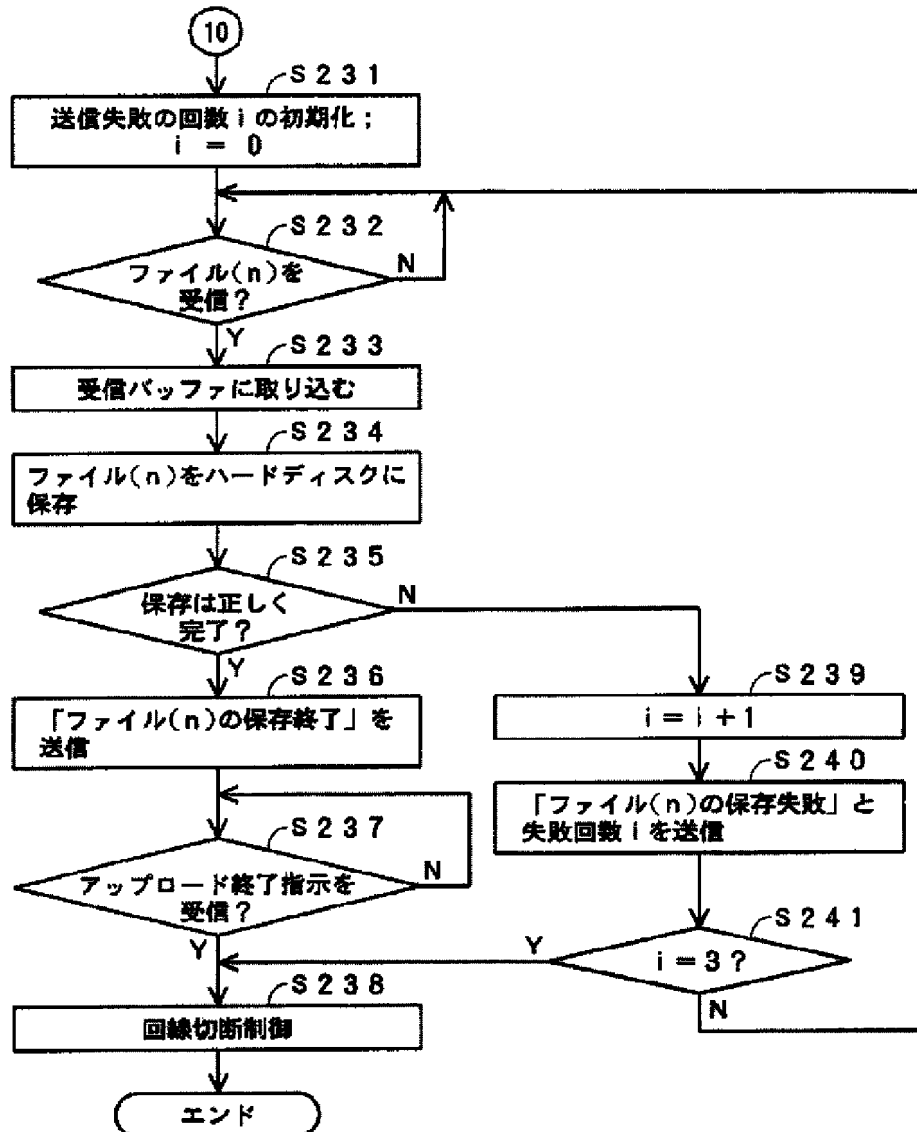 10
S231
送信失敗の回数iの初期化;
i = 0
S232
ファイル(n)を
受信?
N
Y
S233
受信バッファに取り込む
S234
ファイル(n)をハードディスクに
保存
S235
保存は正しく
完了?
N
Y
S236
「ファイル(n)の保存終了」を
送信
S237
アップロード終了指示を
受信?
N
Y
S238
回線切断制御
エンド
S239
i=i+1
S240
「ファイル(n)の保存失敗」と
失敗回数iを送信
S241
i=3?
Y
N